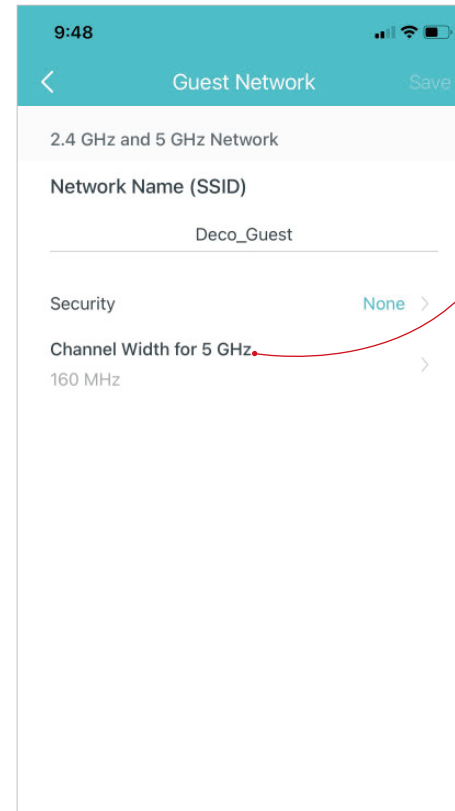 9:48
Guest Network
Save
2.4 GHz and 5 GHz Network
Network Name (SSID)
Deco_Guest
Security None
Channel Width for 5 GHz
160 MHz